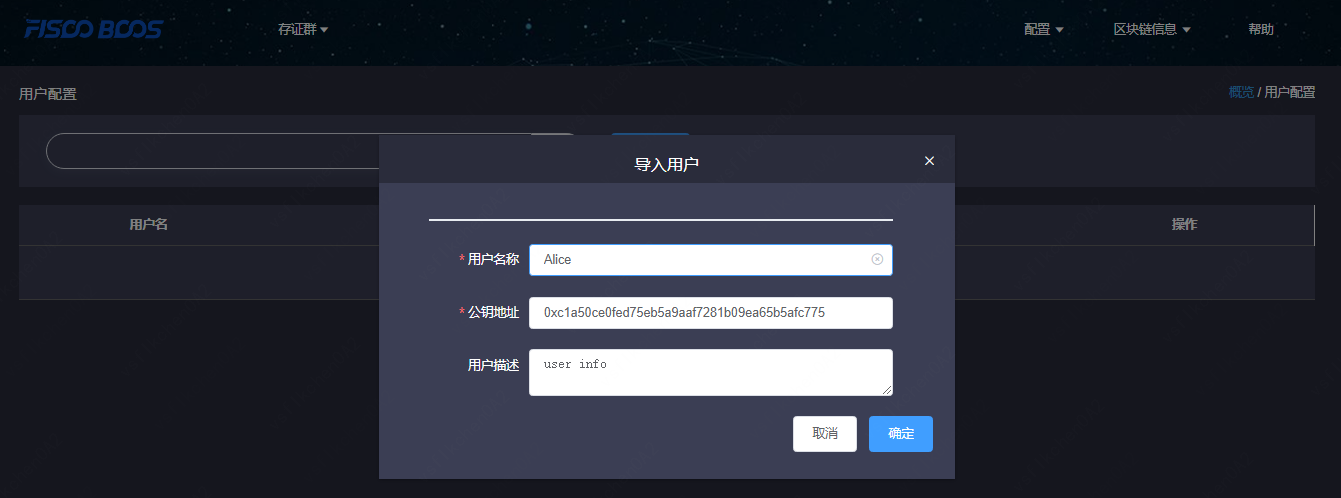 FISCO BCOS
存证群
配置
区块链信息
帮助
用户配置
概览 / 用户配置
导入用户
用户名
操作
* 用户名称
Alice
* 公钥地址
0xc1a50ce0fed75eb5a9aaf7281b09ea65b5afc775
用户描述
user info
取消
确定